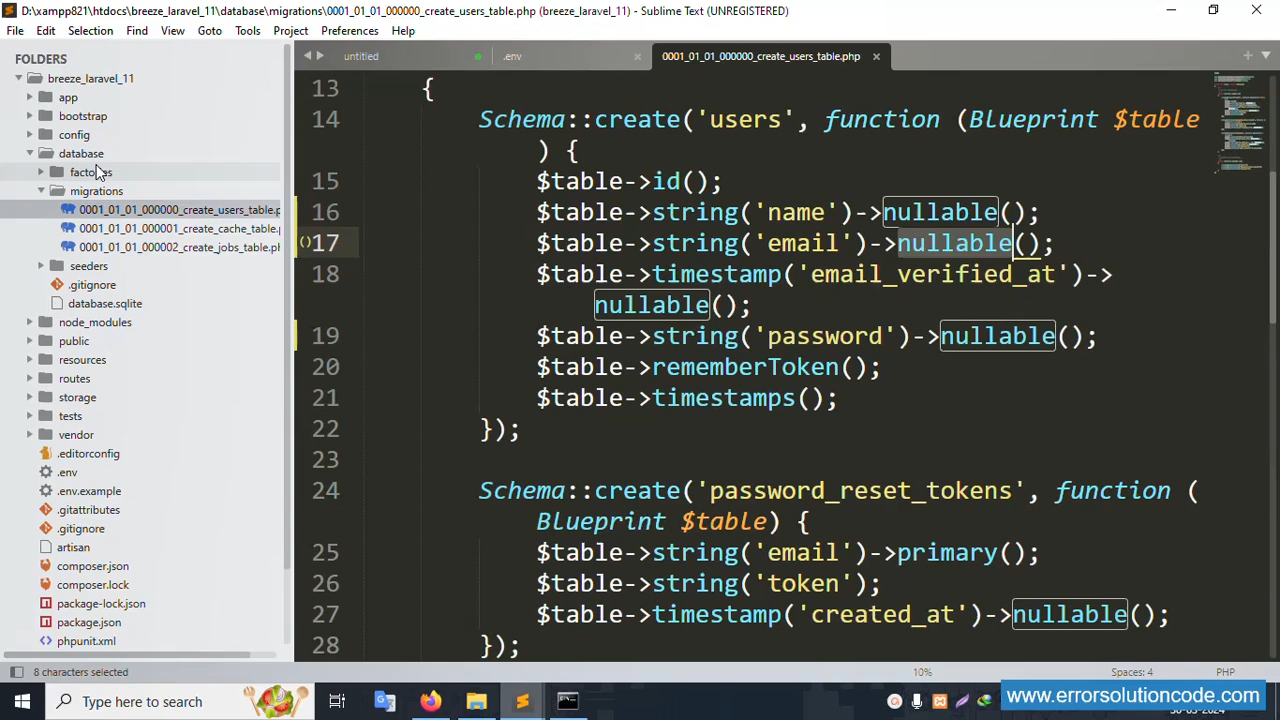 D:\xampp821\htdocs\breeze_laravel_11\database\migrations\0001_01_01_000000_create_users_table.php (breeze_laravel_11) - Sublime Text (UNREGISTERED)
File Edit Selection Find View Goto Tools Project Preferences Help
FOLDERS
breeze_laravel_11
app
bootstrap
config
database
factories
migrations
0001_01_01_000000_create_users_table.p
0001_01_01_000001_create_cache_table.
0001_01_01_000002_create_jobs_table.ph
seeders
.gitignore
database.sqlite
node_modules
public
resources
routes
storage
tests
vendor
.editorconfig
.env
.env.example
.gitattributes
.gitignore
artisan
composer.json
composer.lock
package-lock.json
package.json
phpunit.xml
untitled .env 0001_01_01_000000_create_users_table.php
13 {
14 Schema::create('users', function (Blueprint $table
) {
15 $table->id();
16 $table->string('name')->nullable();
17 $table->string('email')->nullable();
18 $table->timestamp('email_verified_at')->
nullable();
19 $table->string('password')->nullable();
20 $table->rememberToken();
21 $table->timestamps();
22 });
23
24 Schema::create('password_reset_tokens', function (
Blueprint $table) {
25 $table->string('email')->primary();
26 $table->string('token');
27 $table->timestamp('created_at')->nullable();
28 });
8 characters selected 10% Spaces: 4 PHP
Type here to search
www.errorsolutioncode.com
30-03-2024